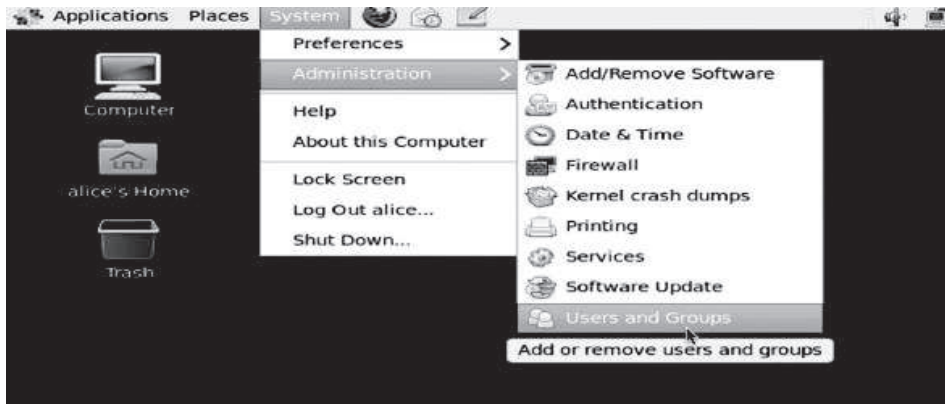 Applications Places System
Computer
alice's Home
Trash
Preferences
Administration
Help
About this Computer
Lock Screen
Log Out alice...
Shut Down...
Add/Remove Software
Authentication
Date & Time
Firewall
Kernel crash dumps
Printing
Services
Software Update
Users and Groups
Add or remove users and groups